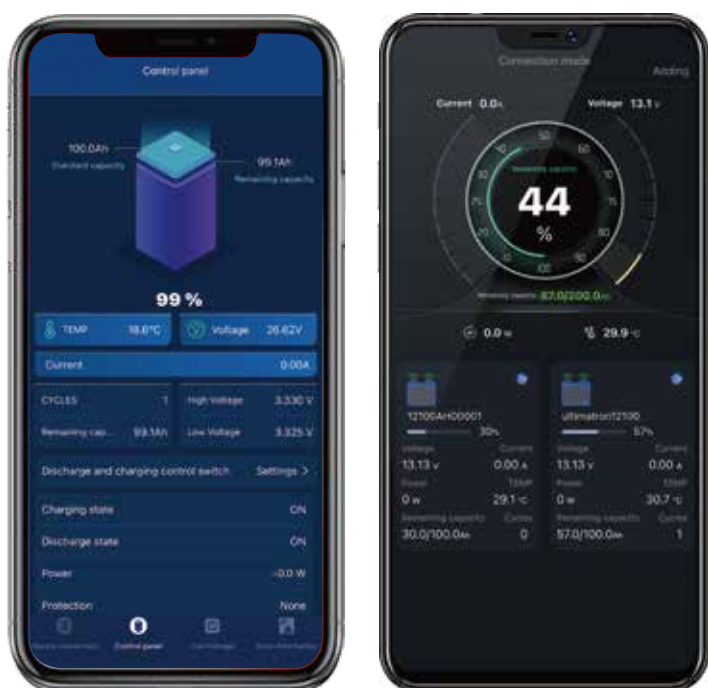 Control panel
100.0Ah
Standard capacity
99.1Ah
Remaining capacity
99 %
TEMP 18.6°C
Voltage 26.62V
Current 0.00A
CYCLES 1
High Voltage 3.330 V
Remaining cap... 99.1Ah
Low Voltage 3.325 V
Discharge and charging control switch Settings >
Charging state ON
Discharge state ON
Power -0.0 W
Protection None
Control panel
Connection mode
Adding
Current 0.0A
Voltage 13.1V
Remaining capacity
44
%
Remaining capacity 87.0/200.0Ah
0.0 w
29.9 °C
12100AH00001
30%
Voltage Current
13.13 v 0.00 A
Power TEMP
0 w 29.1 °C
Remaining capacity Cycles
30.0/100.0Ah 0
ultimatron12100
57%
Voltage Current
13.13 v 0.00 A
Power TEMP
0 w 30.7 °C
Remaining capacity Cycles
57.0/100.0Ah 1